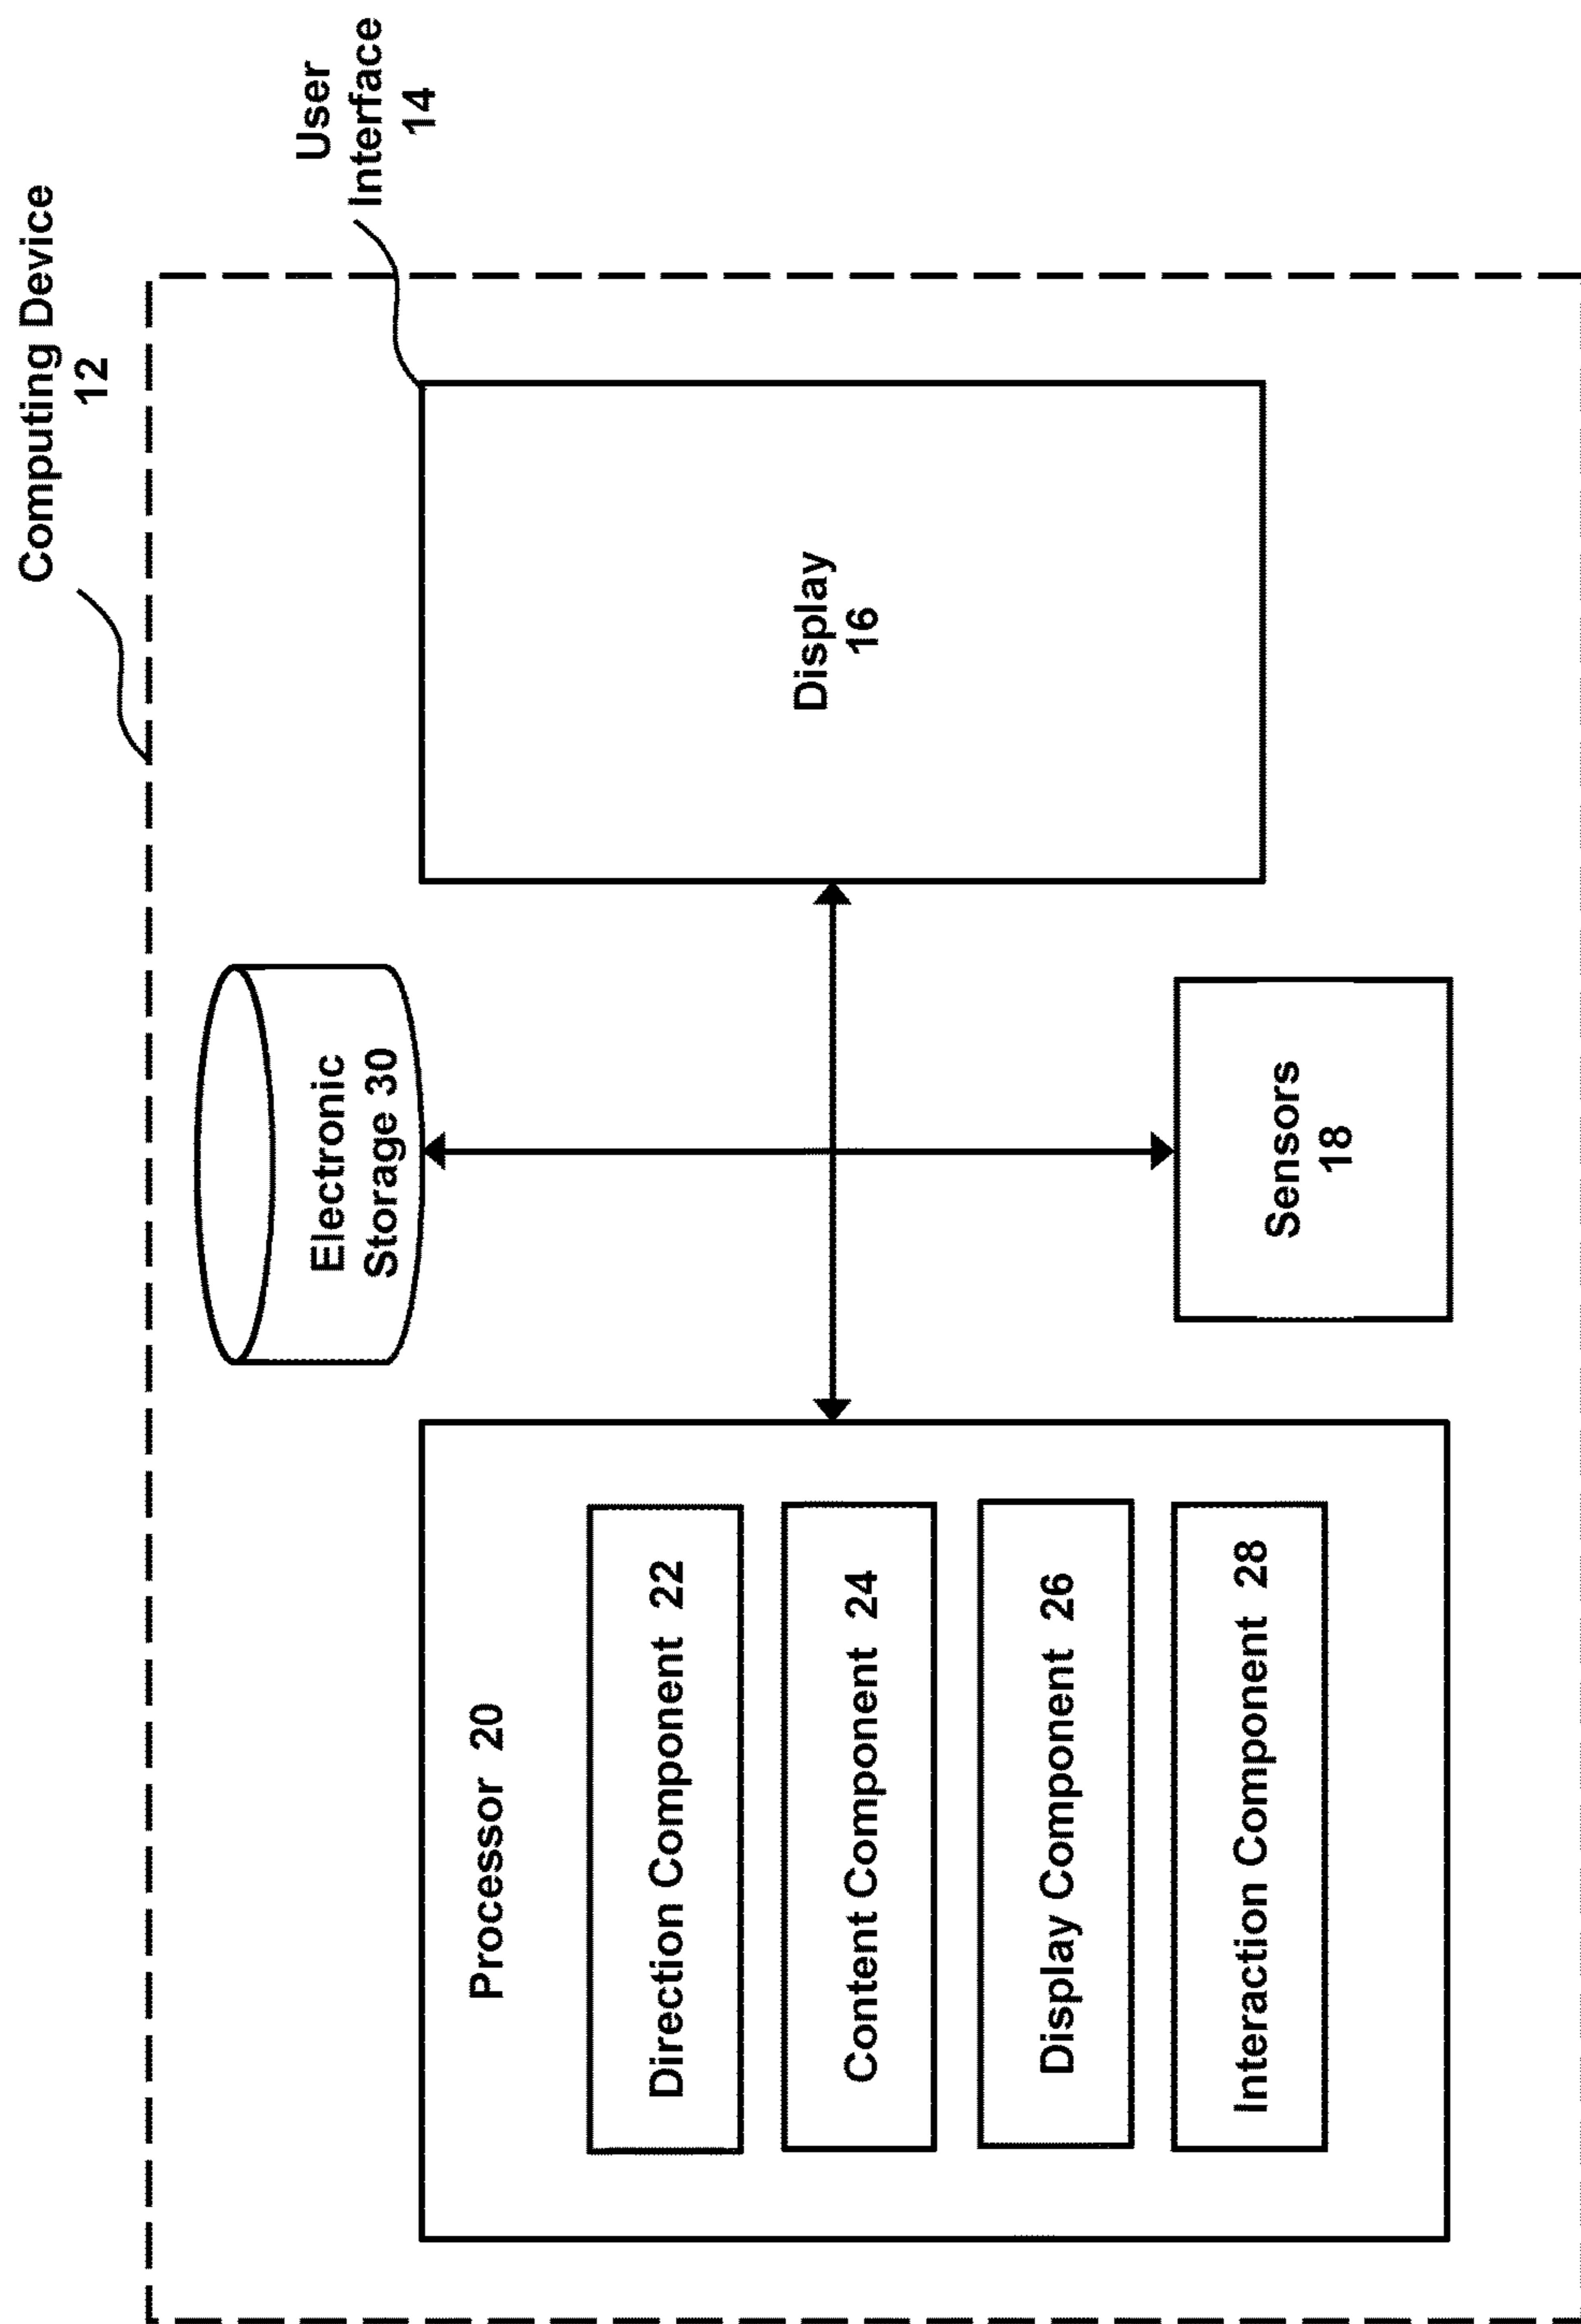 Computing Device
12
Electronic
Storage 30
User
Interface
14
Processor 20
Direction Component 22
Content Component 24
Display Component 26
Interaction Component 28
Display
16
Sensors
18